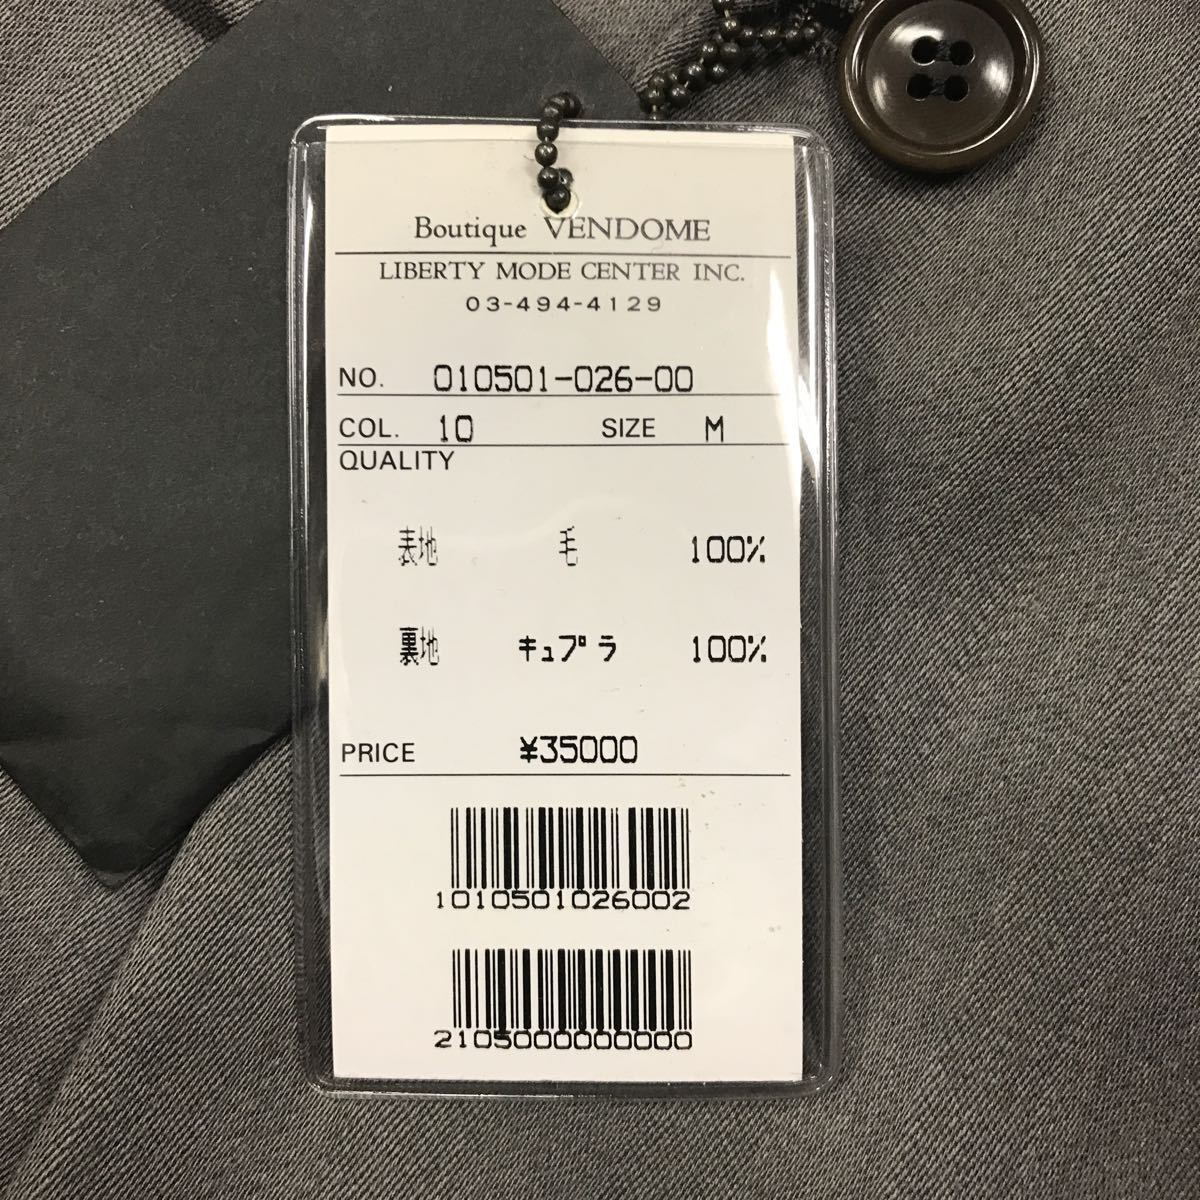 Boutique VENDOME
LIBERTY MODE CENTER INC.
03-494-4129
NO. 010501-026-00
COL. 10 SIZE M
QUALITY
表地 毛 100%
裏地 キュプラ 100%
PRICE ¥35000
1010501026002
2105000000000